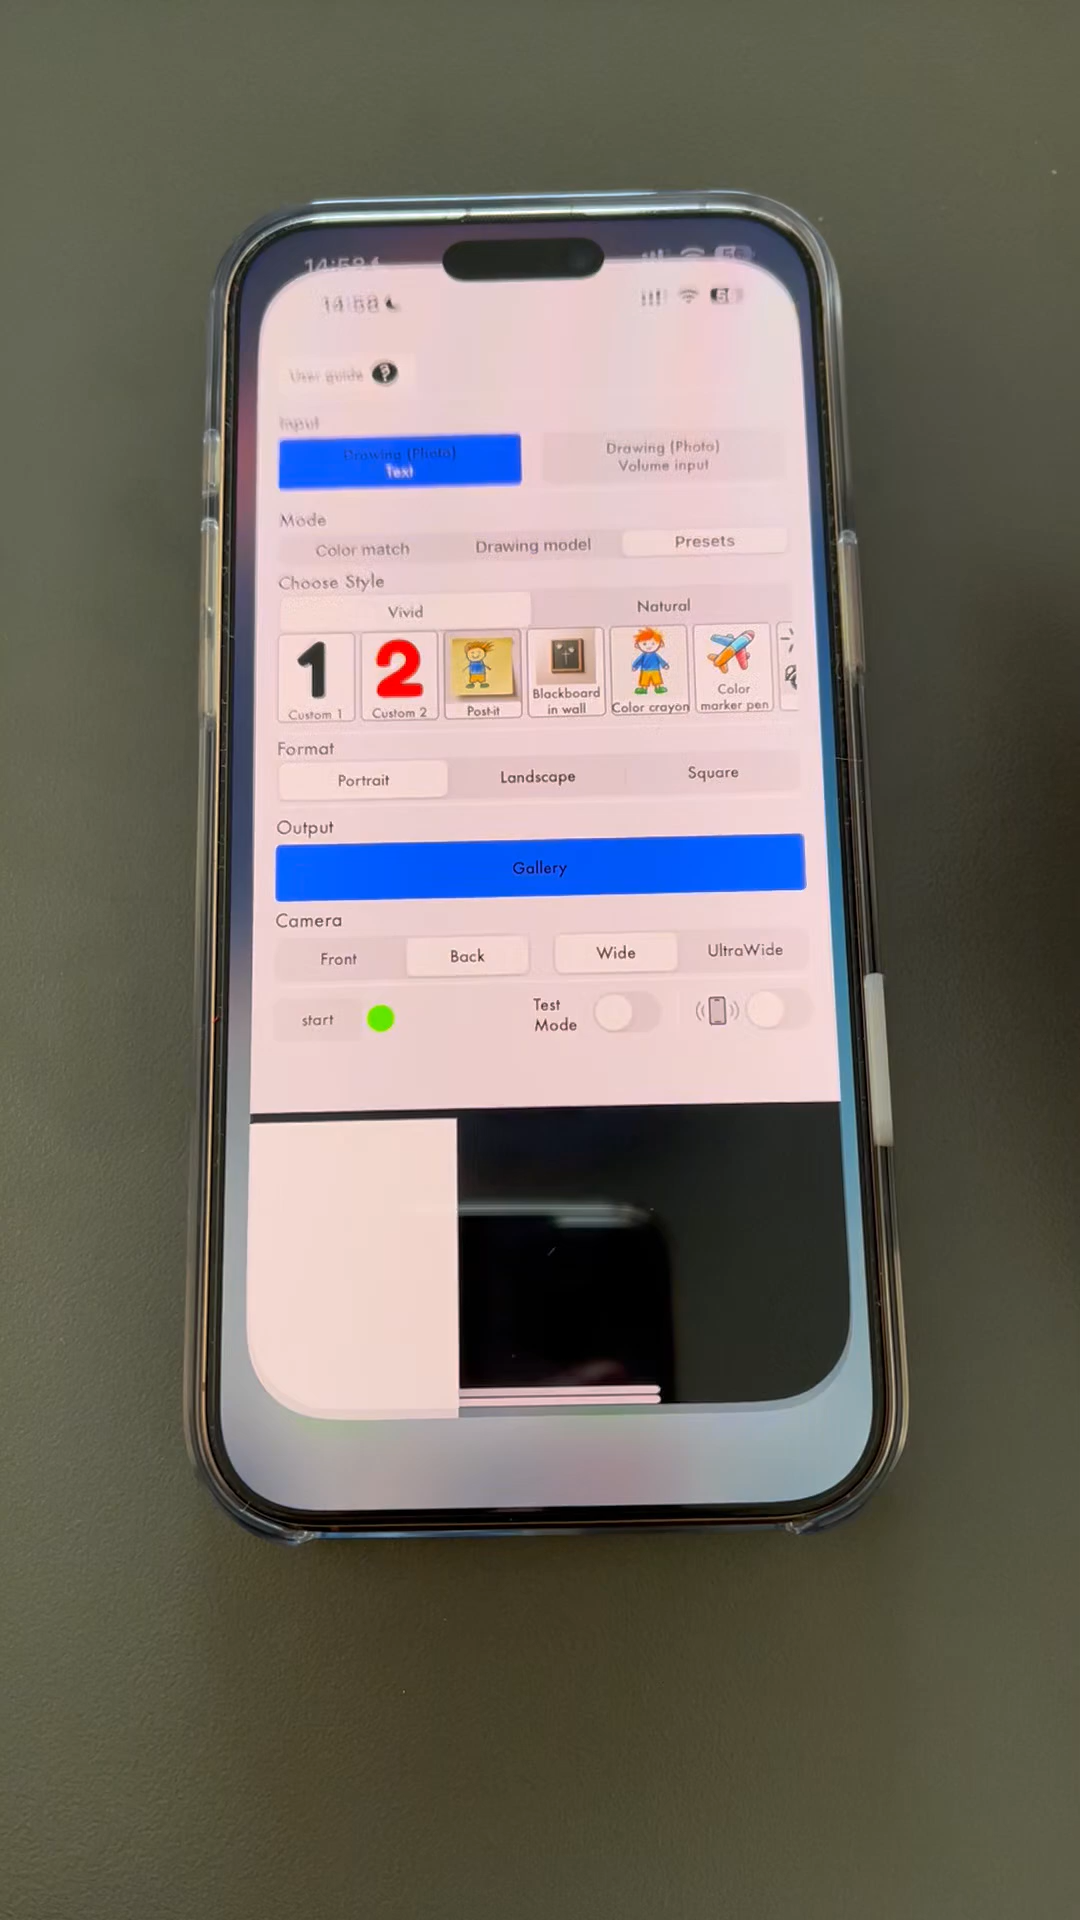 14:59
14:58
User guide ?
Input
Drawing (Photo)
Text
Drawing (Photo)
Volume input
Mode
Color match Drawing model Presets
Choose Style
Vivid Natural
1 2
Custom 1 Custom 2 Post-it Blackboard in wall Color crayon Color marker pen
Format
Portrait Landscape Square
Output
Gallery
Camera
Front Back Wide UltraWide
start Test Mode